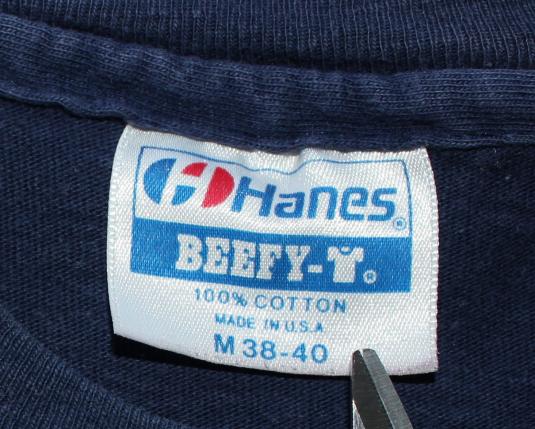 Hanes®
BEEFY-T®
100% COTTON
MADE IN U.S.A
M 38-40